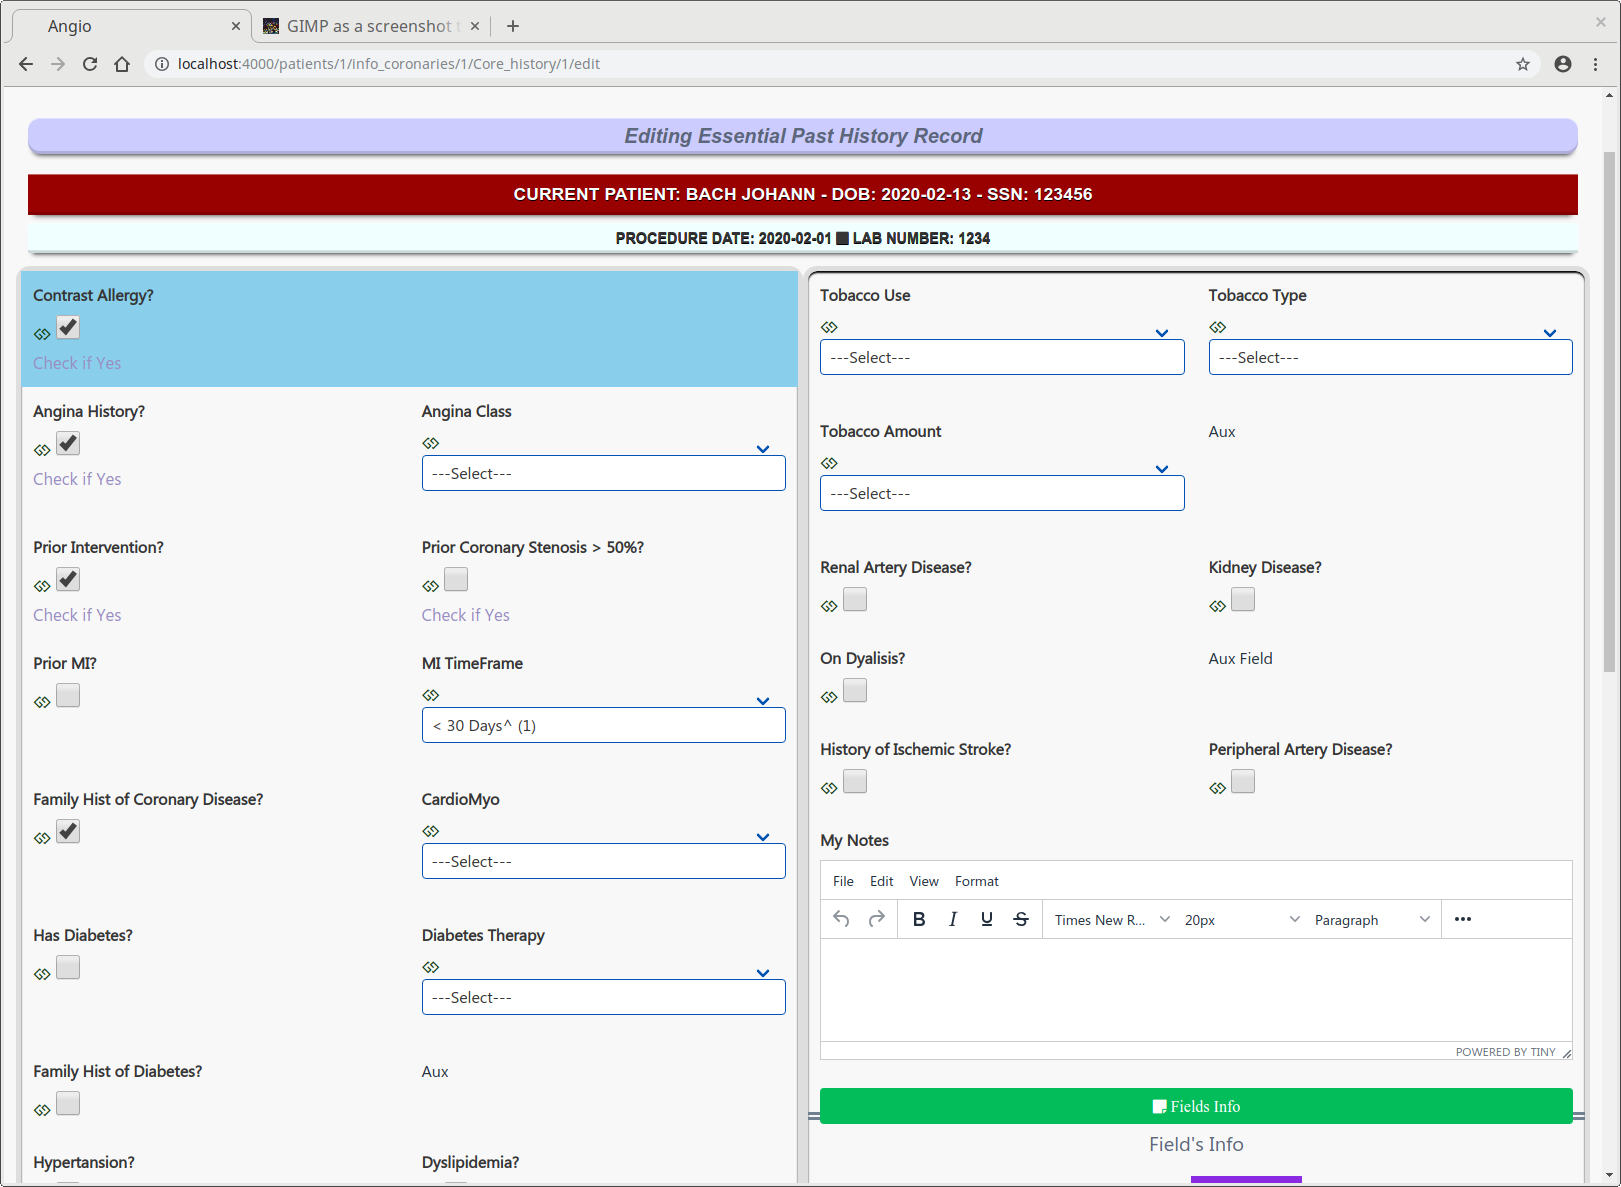 Angio
GIMP as a screenshot
localhost:4000/patients/1/info_coronaries/1/Core_history/1/edit
Editing Essential Past History Record
CURRENT PATIENT: BACH JOHANN - DOB: 2020-02-13 - SSN: 123456
PROCEDURE DATE: 2020-02-01 LAB NUMBER: 1234
Contrast Allergy?
Check if Yes
Angina History?
Angina Class
---Select---
Check if Yes
Prior Intervention?
Prior Coronary Stenosis > 50%?
Check if Yes
Check if Yes
Prior MI?
MI TimeFrame
< 30 Days^ (1)
Family Hist of Coronary Disease?
CardioMyo
---Select---
Has Diabetes?
Diabetes Therapy
---Select---
Family Hist of Diabetes?
Aux
Hypertansion?
Dyslipidemia?
Tobacco Use
Tobacco Type
---Select---
---Select---
Tobacco Amount
Aux
---Select---
Renal Artery Disease?
Kidney Disease?
On Dyalisis?
Aux Field
History of Ischemic Stroke?
Peripheral Artery Disease?
My Notes
File Edit View Format
B I U S Times New R... 20px Paragraph
POWERED BY TINY
Fields Info
Field's Info